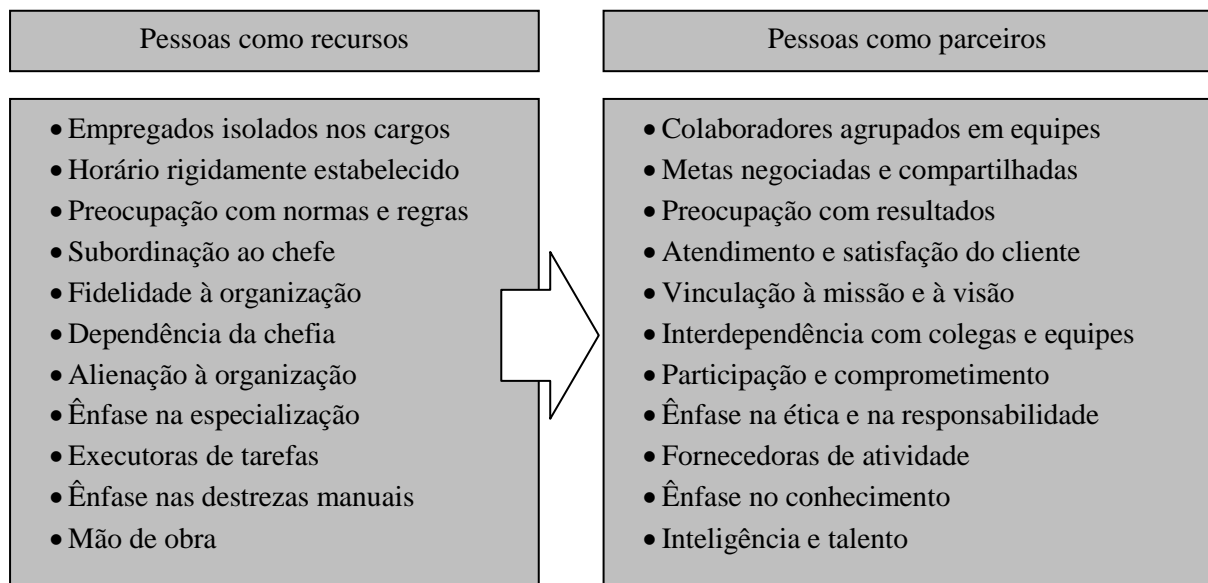 Pessoas como recursos
Pessoas como parceiros
• Empregados isolados nos cargos
• Horário rigidamente estabelecido
• Preocupação com normas e regras
• Subordinação ao chefe
• Fidelidade à organização
• Dependência da chefia
• Alienação à organização
• Ênfase na especialização
• Executoras de tarefas
• Ênfase nas destrezas manuais
• Mão de obra
• Colaboradores agrupados em equipes
• Metas negociadas e compartilhadas
• Preocupação com resultados
• Atendimento e satisfação do cliente
• Vinculação à missão e à visão
• Interdependência com colegas e equipes
• Participação e comprometimento
• Ênfase na ética e na responsabilidade
• Fornecedoras de atividade
• Ênfase no conhecimento
• Inteligência e talento